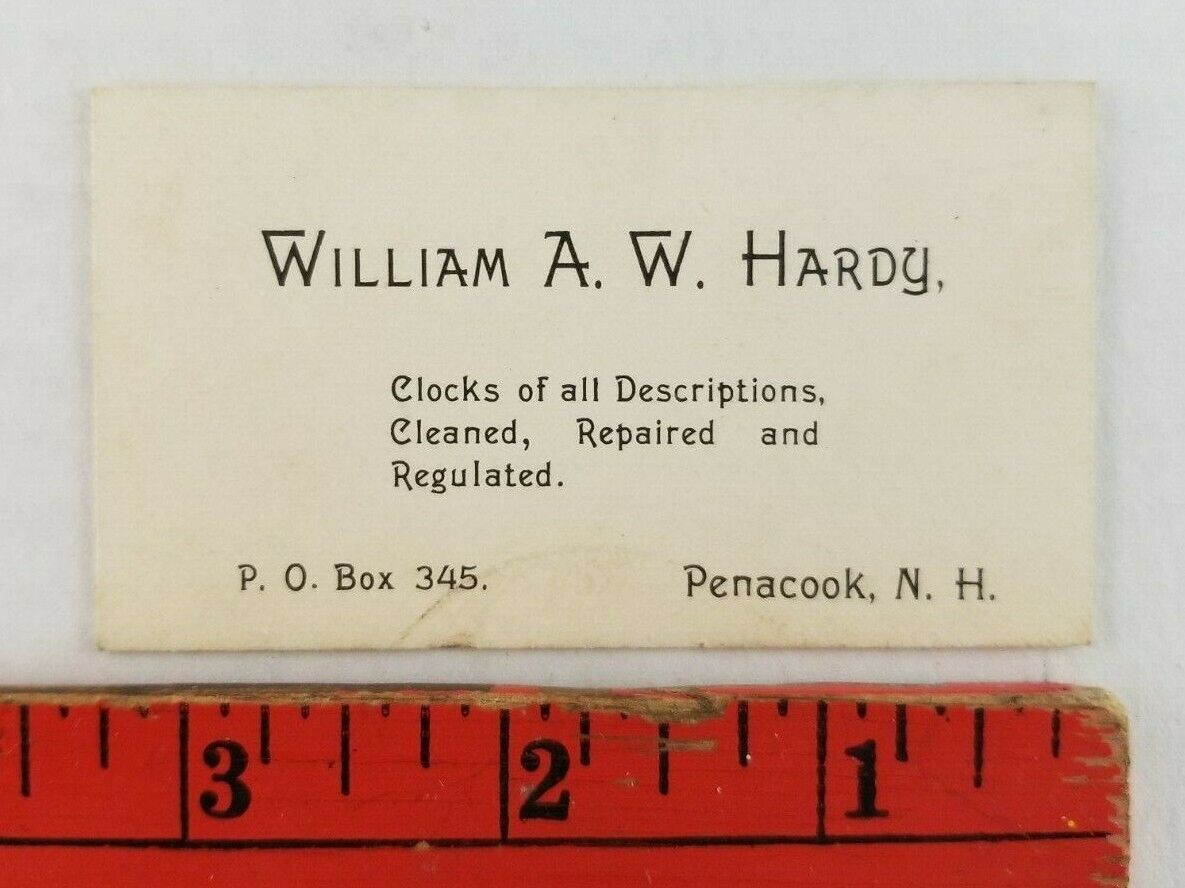 William A. W. Hardy,
Clocks of all Descriptions,
Cleaned, Repaired and
Regulated.
P. O. Box 345. Penacook, N. H.
3 2 1